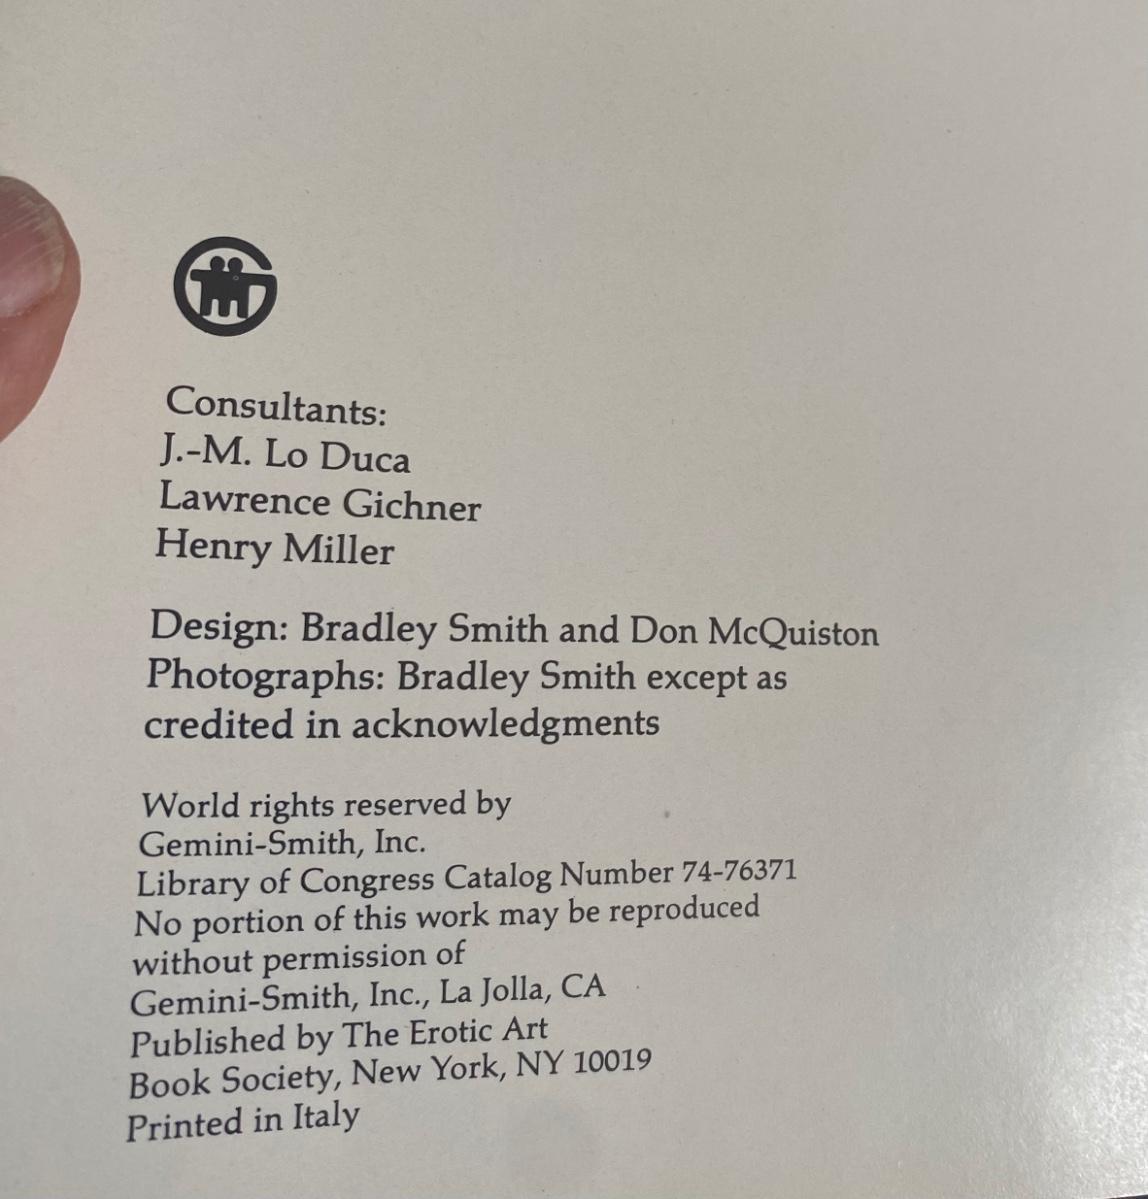 Consultants:
J.-M. Lo Duca
Lawrence Gichner
Henry Miller
Design: Bradley Smith and Don McQuiston
Photographs: Bradley Smith except as
credited in acknowledgments
World rights reserved by
Gemini-Smith, Inc.
Library of Congress Catalog Number 74-76371
No portion of this work may be reproduced
without permission of
Gemini-Smith, Inc., La Jolla, CA
Published by The Erotic Art
Book Society, New York, NY 10019
Printed in Italy